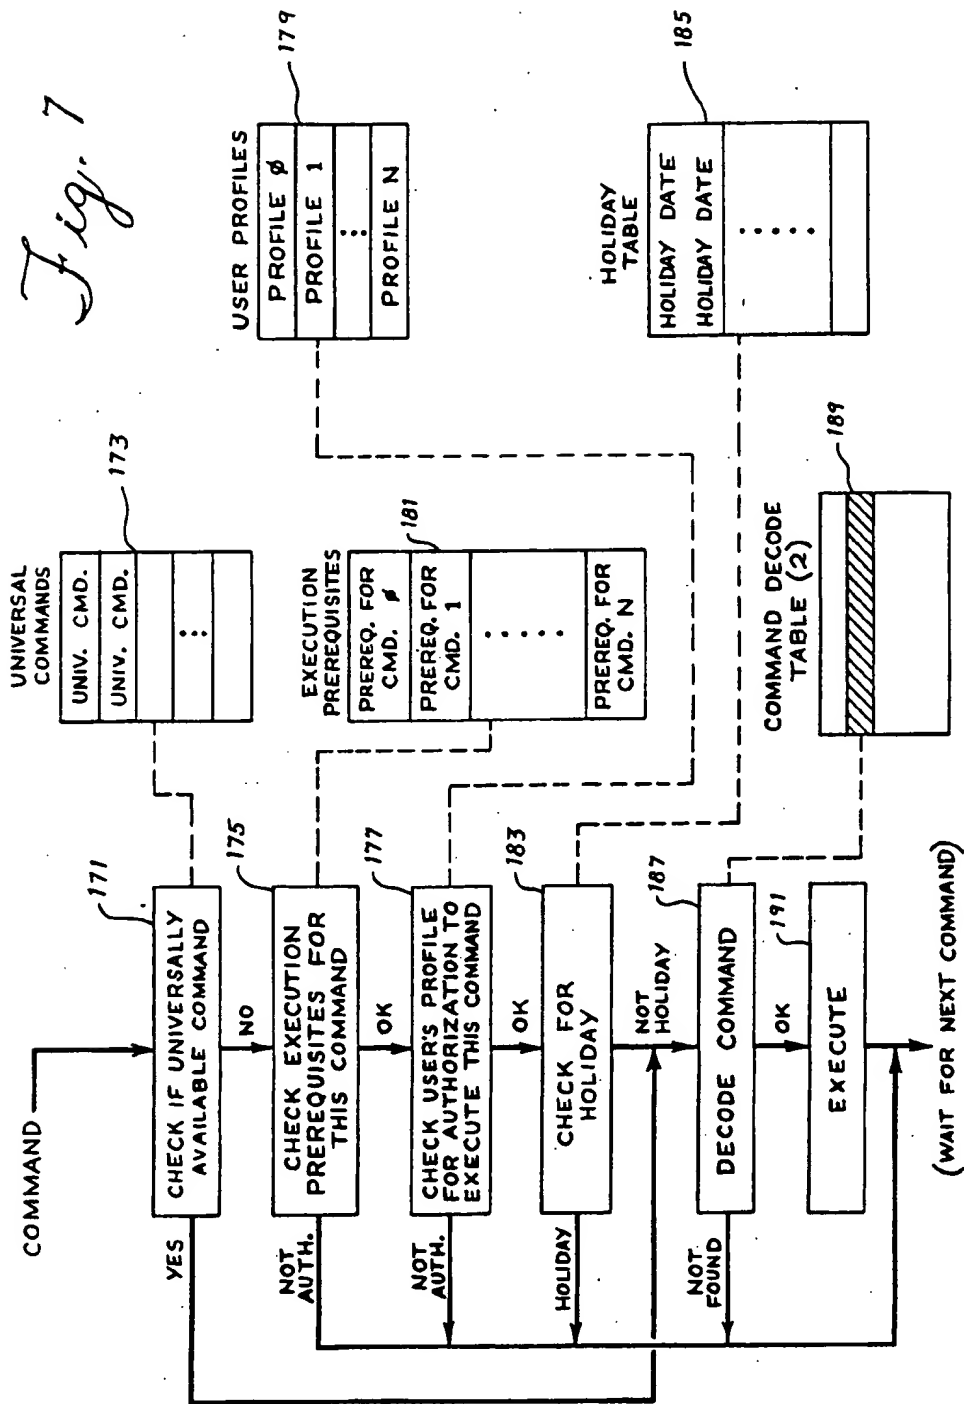 Fig. 7
COMMAND
171
CHECK IF UNIVERSALLY
AVAILABLE COMMAND
YES
NO
UNIVERSAL
COMMANDS
UNIV. CMD.
UNIV. CMD.
...
173
175
CHECK EXECUTION
PREREQUISITES FOR
THIS COMMAND
NOT
AUTH.
OK
EXECUTION
PREREQUISITES
PREREQ. FOR
CMD. Ø
PREREQ. FOR
CMD. 1
.....
PREREQ. FOR
CMD. N
181
177
CHECK USER'S PROFILE
FOR AUTHORIZATION TO
EXECUTE THIS COMMAND
NOT
AUTH.
OK
USER PROFILES
PROFILE Ø
PROFILE 1
...
PROFILE N
179
183
CHECK FOR
HOLIDAY
HOLIDAY
NOT
HOLIDAY
HOLIDAY
TABLE
HOLIDAY DATE
HOLIDAY DATE
.....
185
187
DECODE COMMAND
NOT
FOUND
OK
COMMAND DECODE
TABLE (2)
189
191
EXECUTE
(WAIT FOR NEXT COMMAND)